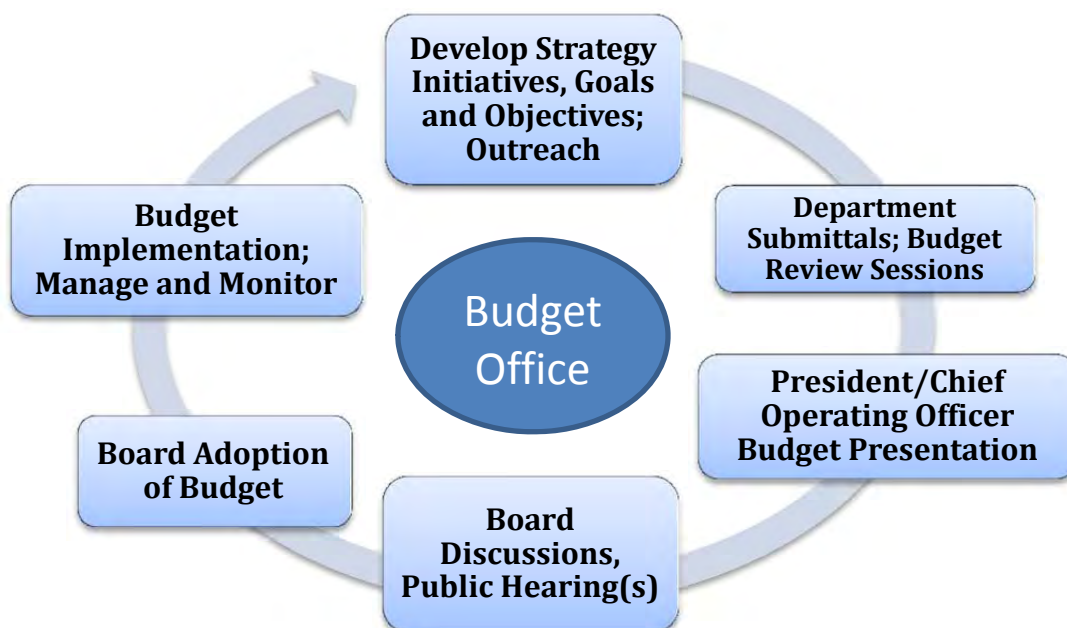 Develop Strategy
Initiatives, Goals
and Objectives;
Outreach
Department
Submittals; Budget
Review Sessions
President/Chief
Operating Officer
Budget Presentation
Board
Discussions,
Public Hearing(s)
Board Adoption
of Budget
Budget
Implementation;
Manage and Monitor
Budget
Office